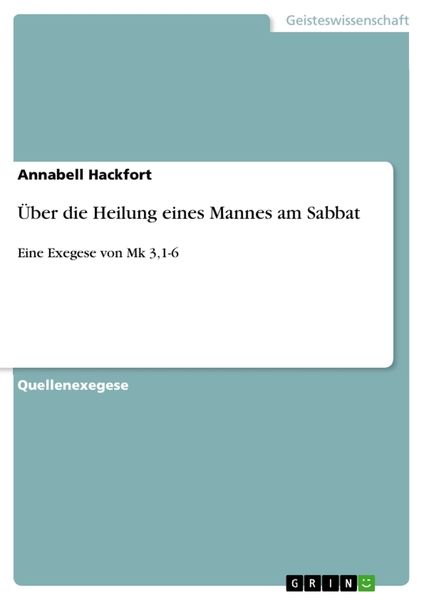 Geisteswissenschaft
Annabell Hackfort
Über die Heilung eines Mannes am Sabbat
Eine Exegese von Mk 3,1-6
Quellenexegese
GRIN